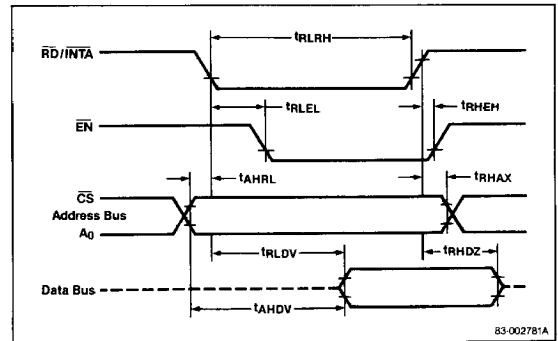 tRLRH
RD/INTA
tRLEL
tRHEH
EN
tAHRL
tRHAX
CS
Address Bus
A0
tRLDV
tRHDZ
Data Bus
tAHDV
83-002781A